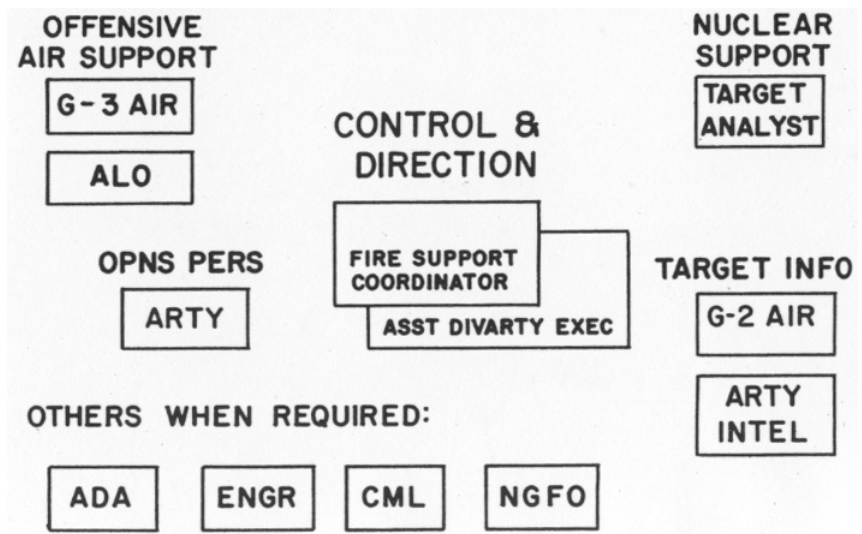 OFFENSIVE
AIR SUPPORT
G-3 AIR
ALO
NUCLEAR
SUPPORT
TARGET
ANALYST
CONTROL &
DIRECTION
FIRE SUPPORT
COORDINATOR
ASST DIVARTY EXEC
OPNS PERS
ARTY
TARGET INFO
G-2 AIR
ARTY
INTEL
OTHERS WHEN REQUIRED:
ADA
ENGR
CML
NGFO